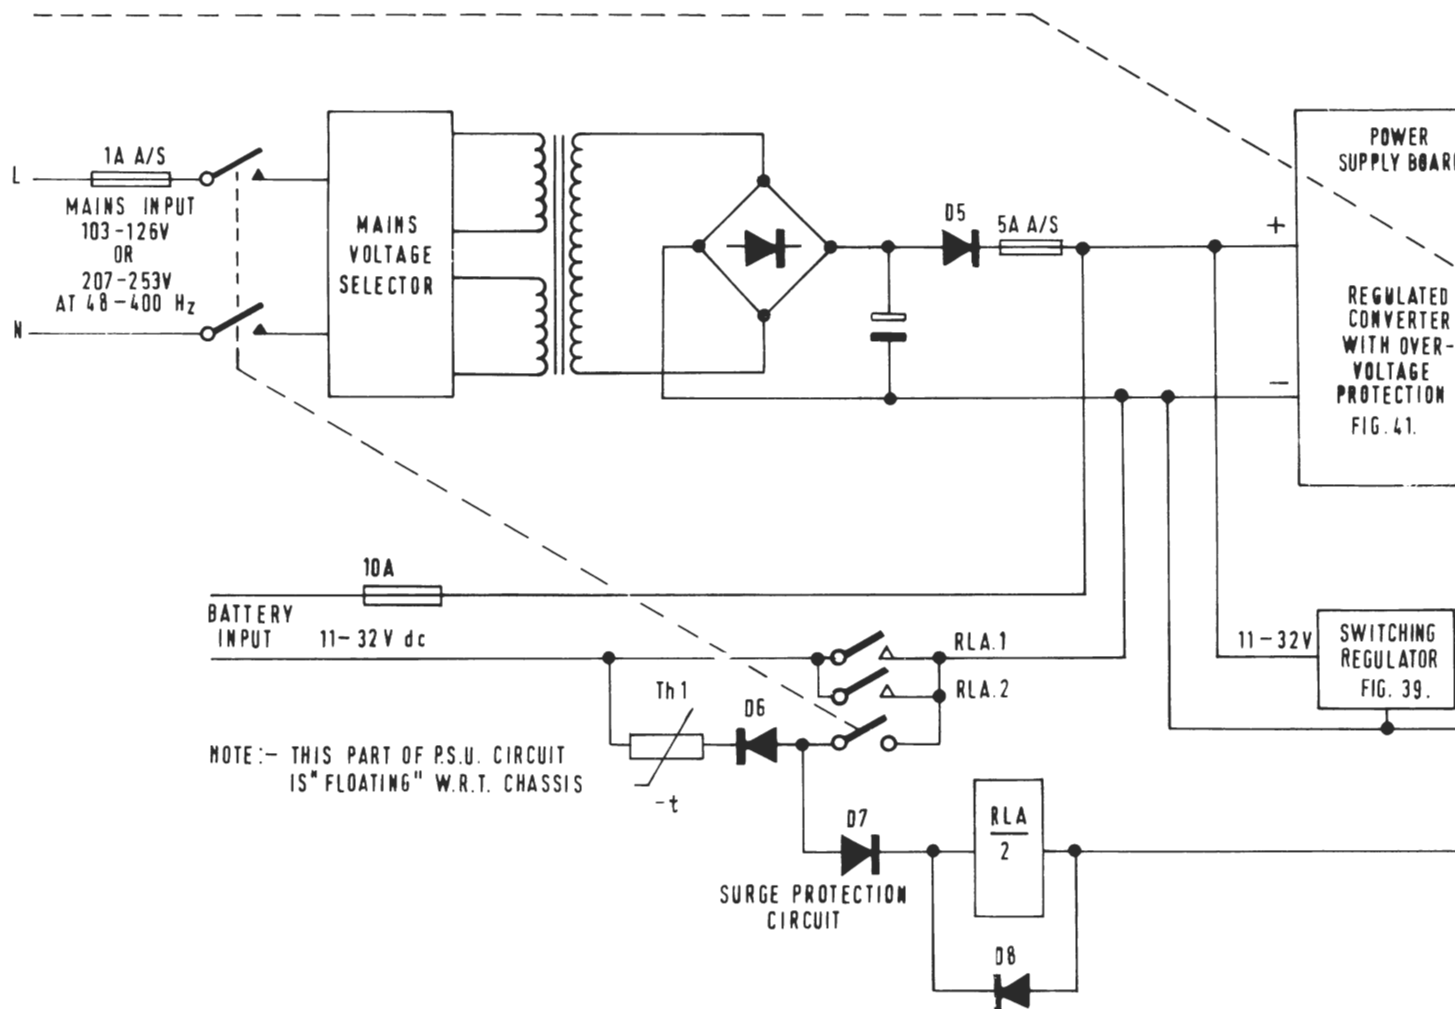 POWER
SUPPLY BOARD
1A A/S
L
MAINS INPUT
103-126V
OR
207-253V
AT 48-400 Hz
N
MAINS
VOLTAGE
SELECTOR
D5
5A A/S
+
−
REGULATED
CONVERTER
WITH OVER-
VOLTAGE
PROTECTION
FIG. 41.
10A
BATTERY
INPUT
11-32V dc
RLA.1
RLA.2
11-32V
SWITCHING
REGULATOR
FIG. 39.
Th1
D6
-t
NOTE:- THIS PART OF P.S.U. CIRCUIT
IS "FLOATING" W.R.T. CHASSIS
D7
RLA
2
SURGE PROTECTION
CIRCUIT
D8